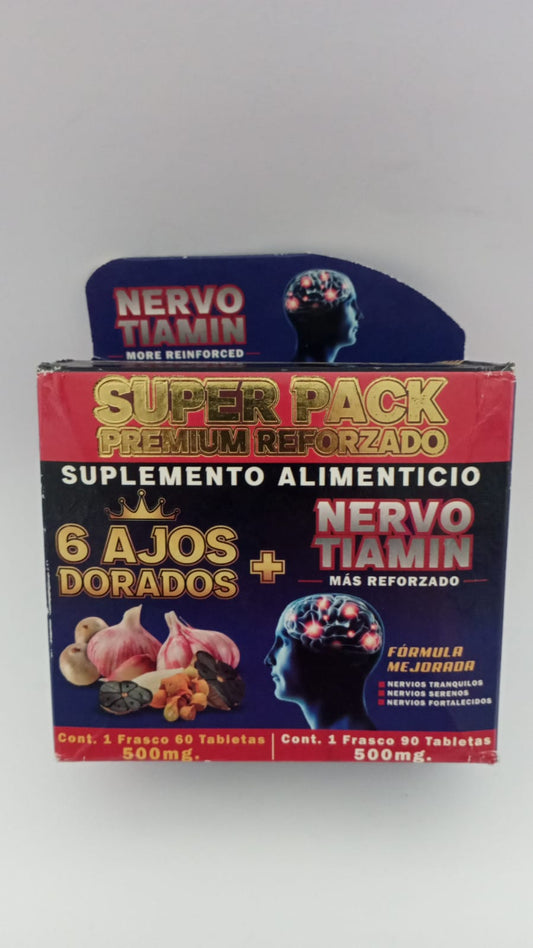 NERVO
TIAMIN
MORE REINFORCED
SUPER PACK
PREMIUM REFORZADO
SUPLEMENTO ALIMENTICIO
6 AJOS
DORADOS
+
NERVO
TIAMIN
MÁS REFORZADO
FÓRMULA
MEJORADA
NERVIOS TRANQUILOS
NERVIOS SERENOS
NERVIOS FORTALECIDOS
Cont. 1 Frasco 60 Tabletas
500mg.
Cont. 1 Frasco 90 Tabletas
500mg.